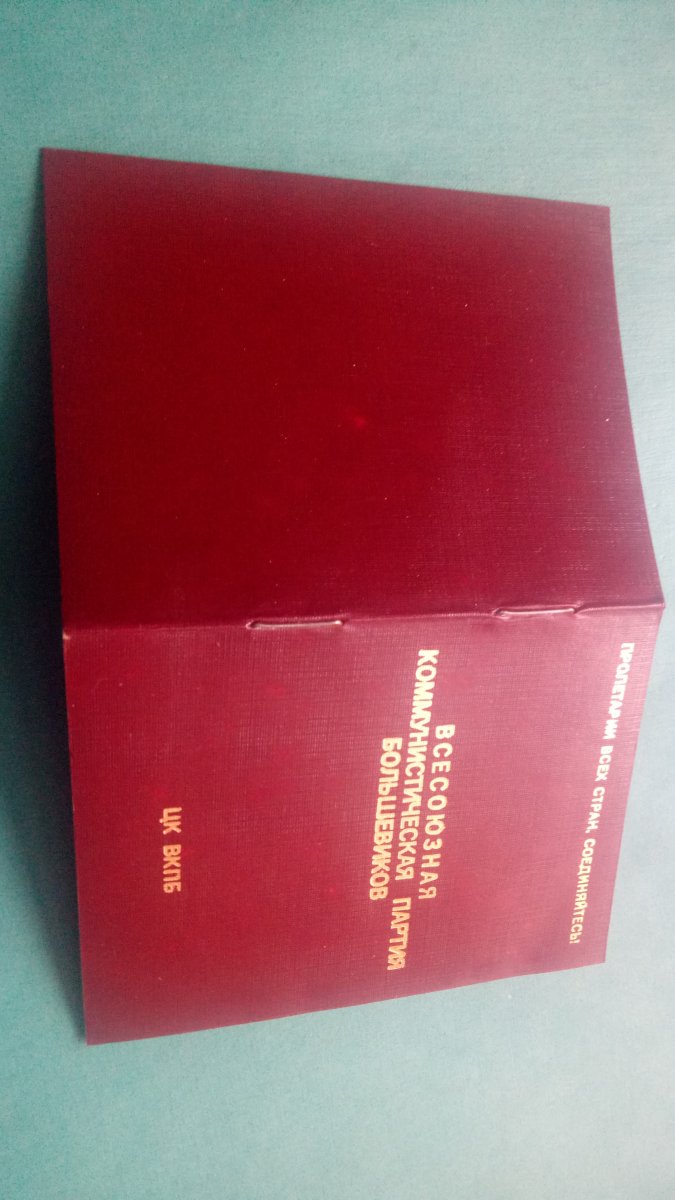 ПРОЛЕТАРИИ ВСЕХ СТРАН, СОЕДИНЯЙТЕСЬ!
ВСЕСОЮЗНАЯ
КОММУНИСТИЧЕСКАЯ ПАРТИЯ
БОЛЬШЕВИКОВ
ЦК ВКПБ